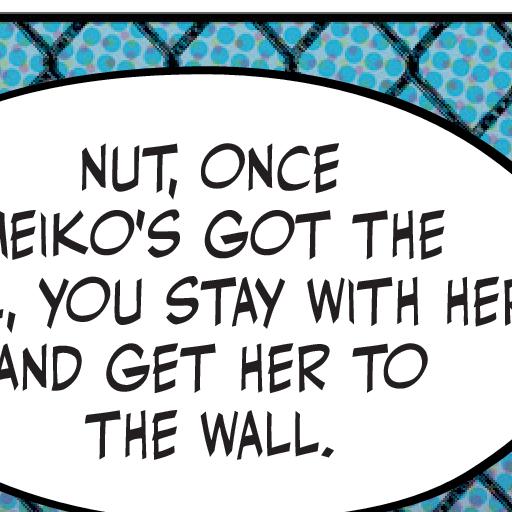 NUT, ONCE
MEIKO'S GOT THE
YOU STAY WITH HER
AND GET HER TO
THE WALL.